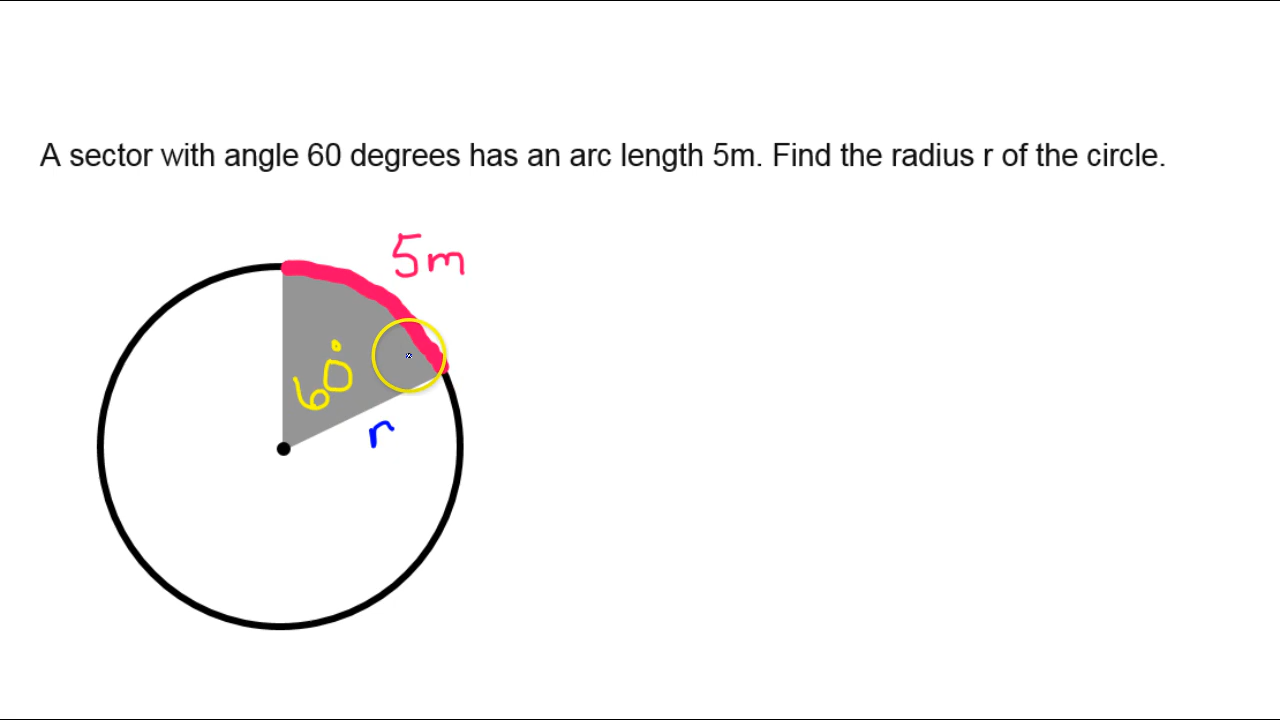 A sector with angle 60 degrees has an arc length 5m. Find the radius r of the circle.
5m
60°
r